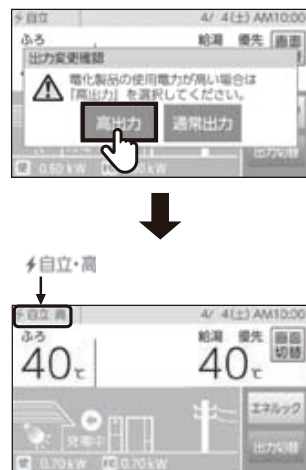 自立 4/ 4(土) AM10:00
ふろ 給湯 優先 画面
出力変更確認
電化製品の使用電力が高い場合は
「高出力」を選択してください。
高出力 通常出力
使 0.60 kW
出力切替
自立・高
自立・高 4/ 4(土) AM10:00
ふろ 給湯 優先 画面切替
40℃ 40℃
エネルック
発電中
出力切替
使 0.70 kW FC 0.70 kW